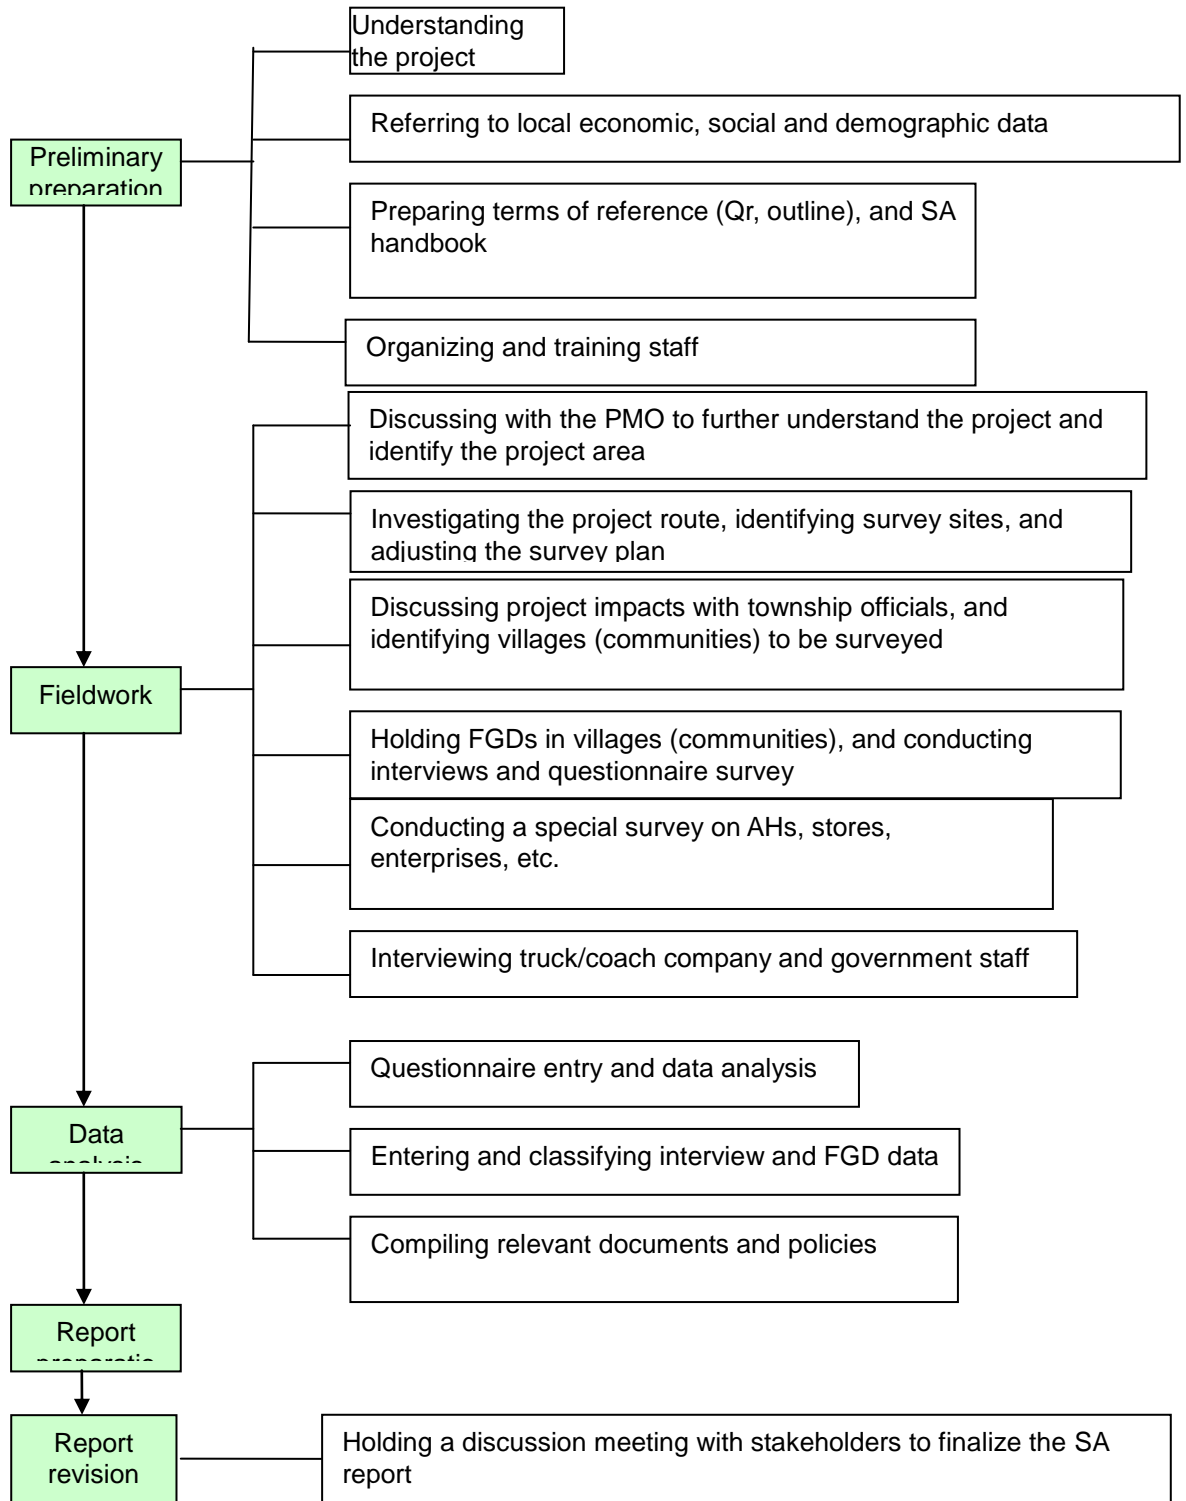 Understanding
the project
Referring to local economic, social and demographic data
Preliminary
preparation
Preparing terms of reference (Qr, outline), and SA
handbook
Organizing and training staff
Discussing with the PMO to further understand the project and
identify the project area
Investigating the project route, identifying survey sites, and
adjusting the survey plan
Discussing project impacts with township officials, and
identifying villages (communities) to be surveyed
Fieldwork
Holding FGDs in villages (communities), and conducting
interviews and questionnaire survey
Conducting a special survey on AHs, stores,
enterprises, etc.
Interviewing truck/coach company and government staff
Questionnaire entry and data analysis
Data
analysis
Entering and classifying interview and FGD data
Compiling relevant documents and policies
Report
preparatio
Report
revision
Holding a discussion meeting with stakeholders to finalize the SA
report